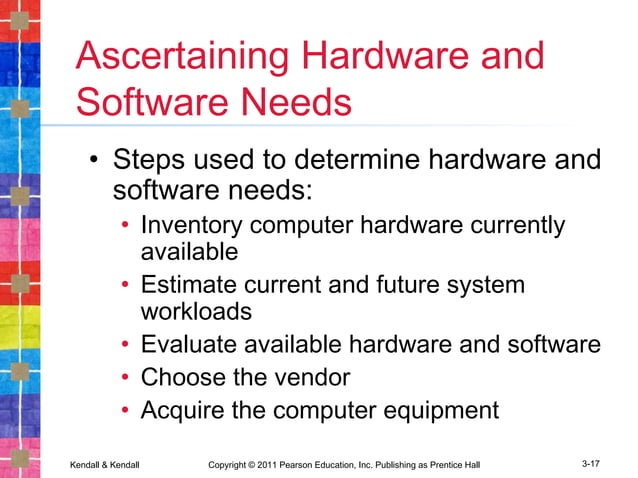 Ascertaining Hardware and
Software Needs
• Steps used to determine hardware and
software needs:
• Inventory computer hardware currently
available
• Estimate current and future system
workloads
• Evaluate available hardware and software
• Choose the vendor
• Acquire the computer equipment
Kendall & Kendall Copyright © 2011 Pearson Education, Inc. Publishing as Prentice Hall 3-17